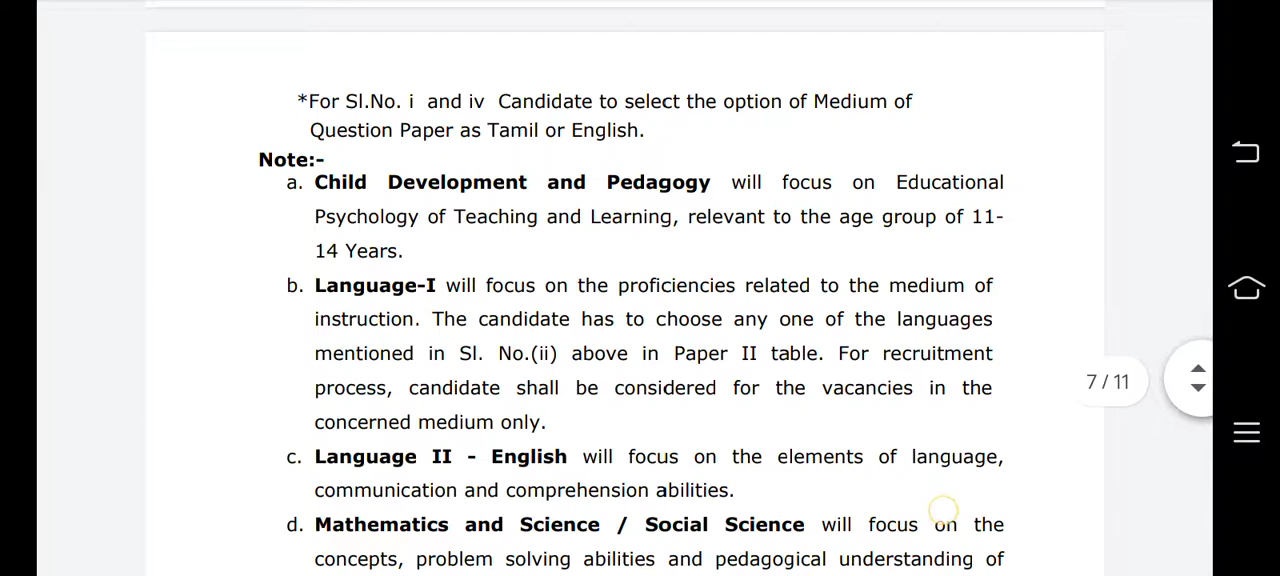 *For Sl.No. i and iv Candidate to select the option of Medium of
Question Paper as Tamil or English.
Note:-
a. Child Development and Pedagogy will focus on Educational
Psychology of Teaching and Learning, relevant to the age group of 11-
14 Years.
b. Language-I will focus on the proficiencies related to the medium of
instruction. The candidate has to choose any one of the languages
mentioned in Sl. No.(ii) above in Paper II table. For recruitment
process, candidate shall be considered for the vacancies in the
7 / 11
concerned medium only.
c. Language II - English will focus on the elements of language,
communication and comprehension abilities.
d. Mathematics and Science / Social Science will focus on the
concepts, problem solving abilities and pedagogical understanding of